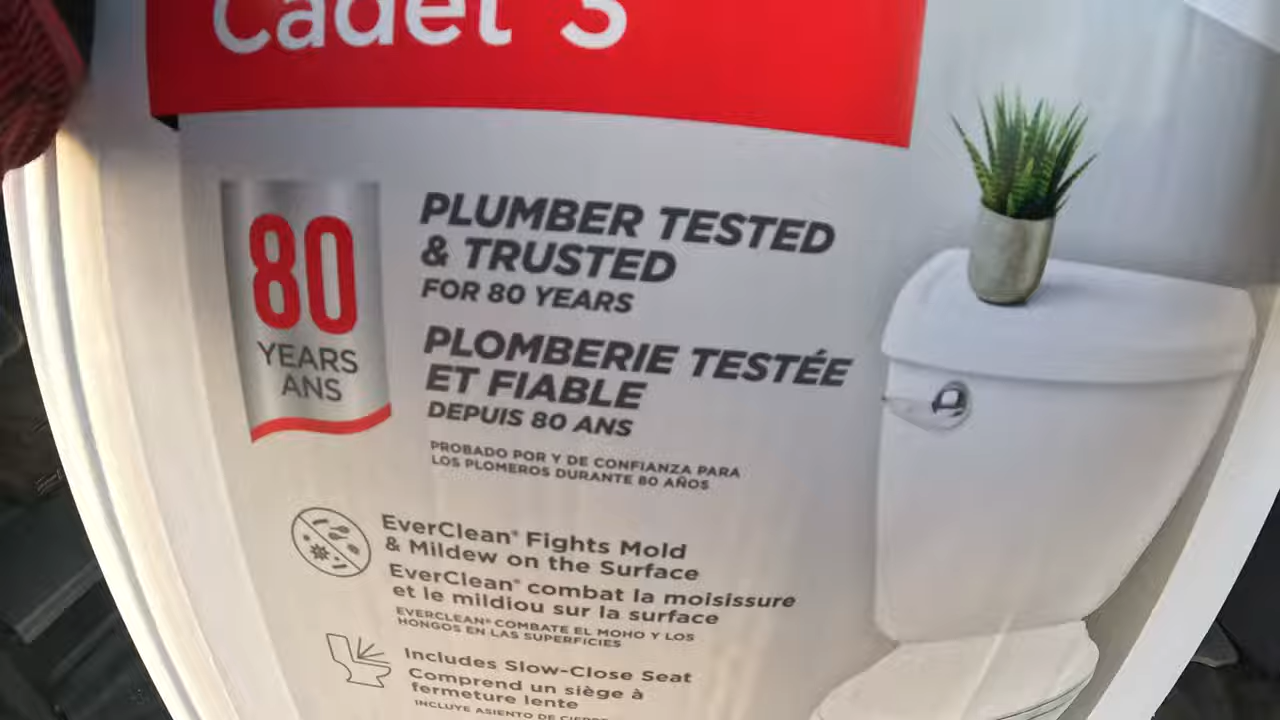 Cadet 3
80
YEARS
ANS
PLUMBER TESTED
& TRUSTED
FOR 80 YEARS
PLOMBERIE TESTÉE
ET FIABLE
DEPUIS 80 ANS
PROBADO POR Y DE CONFIANZA PARA
LOS PLOMEROS DURANTE 80 AÑOS
EverClean® Fights Mold
& Mildew on the Surface
EverClean® combat la moisissure
et le mildiou sur la surface
EVERCLEAN® COMBATE EL MOHO Y LOS
HONGOS EN LAS SUPERFICIES
Includes Slow-Close Seat
Comprend un siège à
fermeture lente
INCLUYE ASIENTO DE